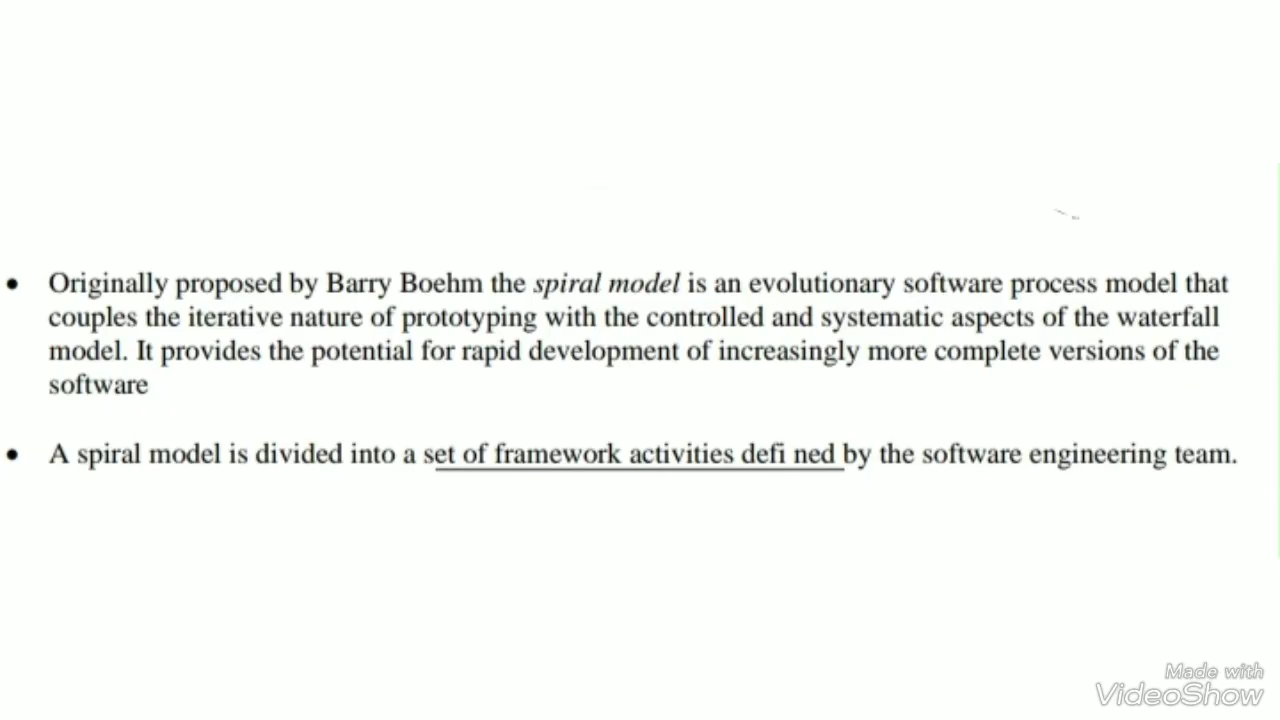 • Originally proposed by Barry Boehm the spiral model is an evolutionary software process model that
couples the iterative nature of prototyping with the controlled and systematic aspects of the waterfall
model. It provides the potential for rapid development of increasingly more complete versions of the
software
• A spiral model is divided into a set of framework activities defi ned by the software engineering team.
Made with
VideoShow